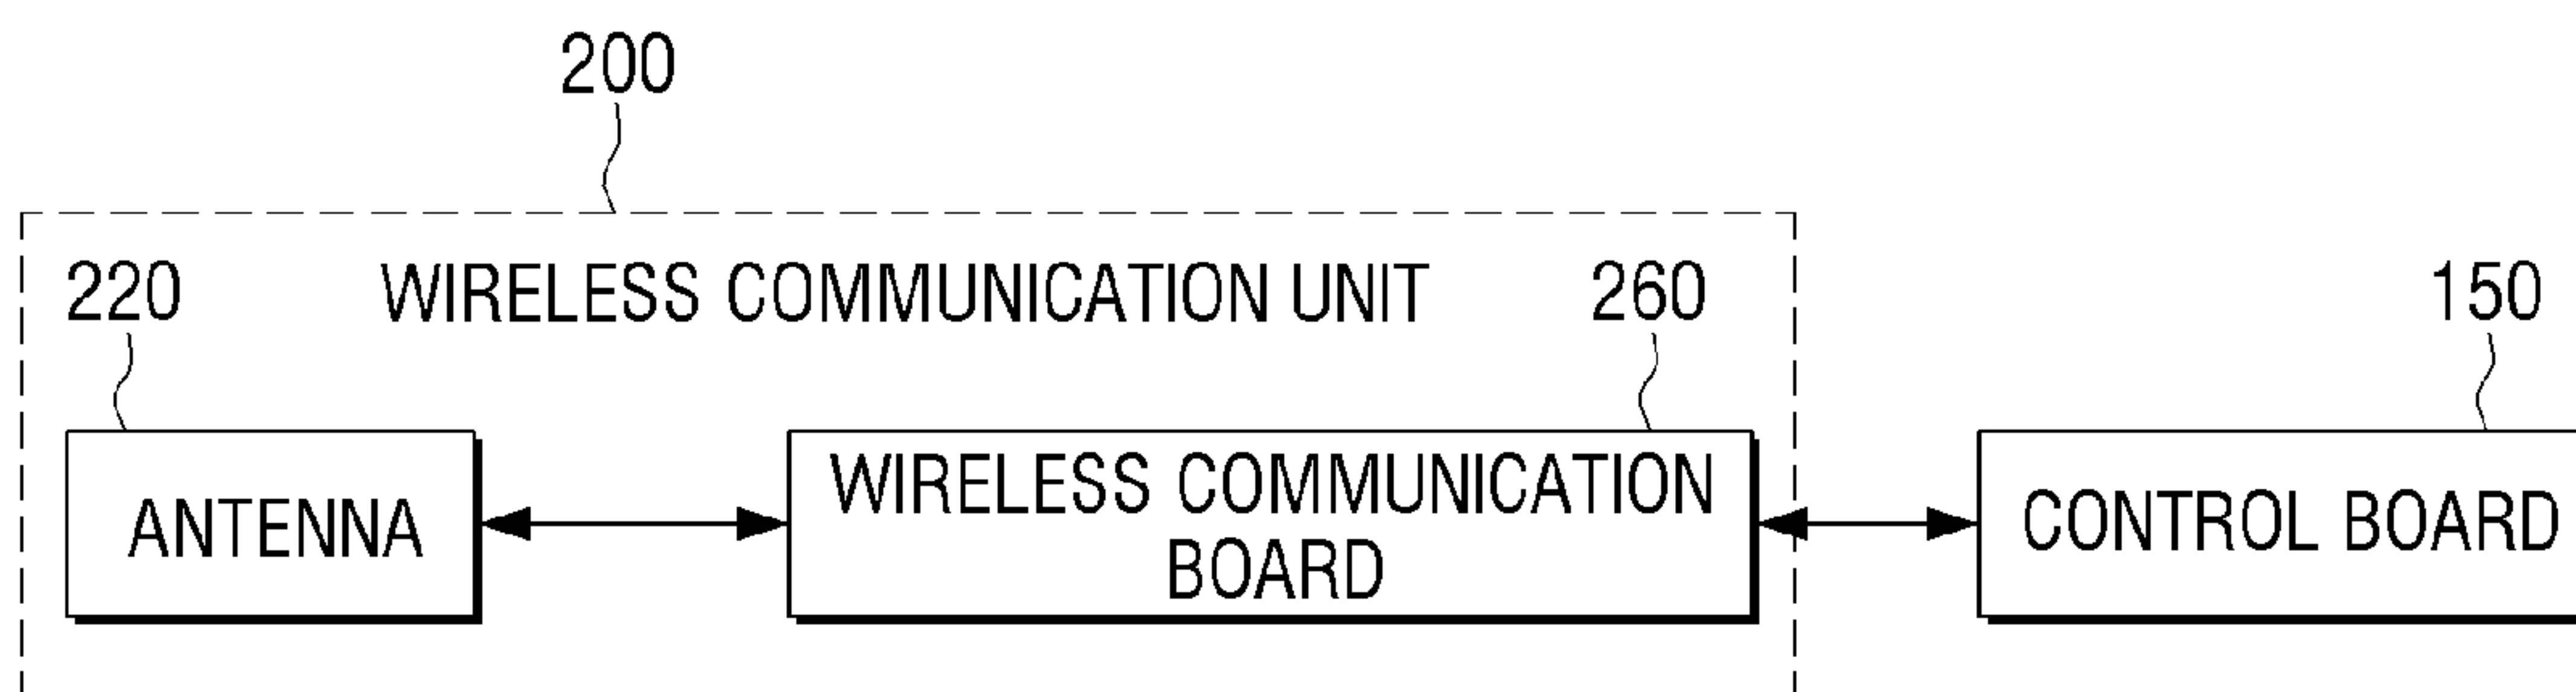 200
220
WIRELESS COMMUNICATION UNIT
260
150
ANTENNA
WIRELESS COMMUNICATION
BOARD
CONTROL BOARD